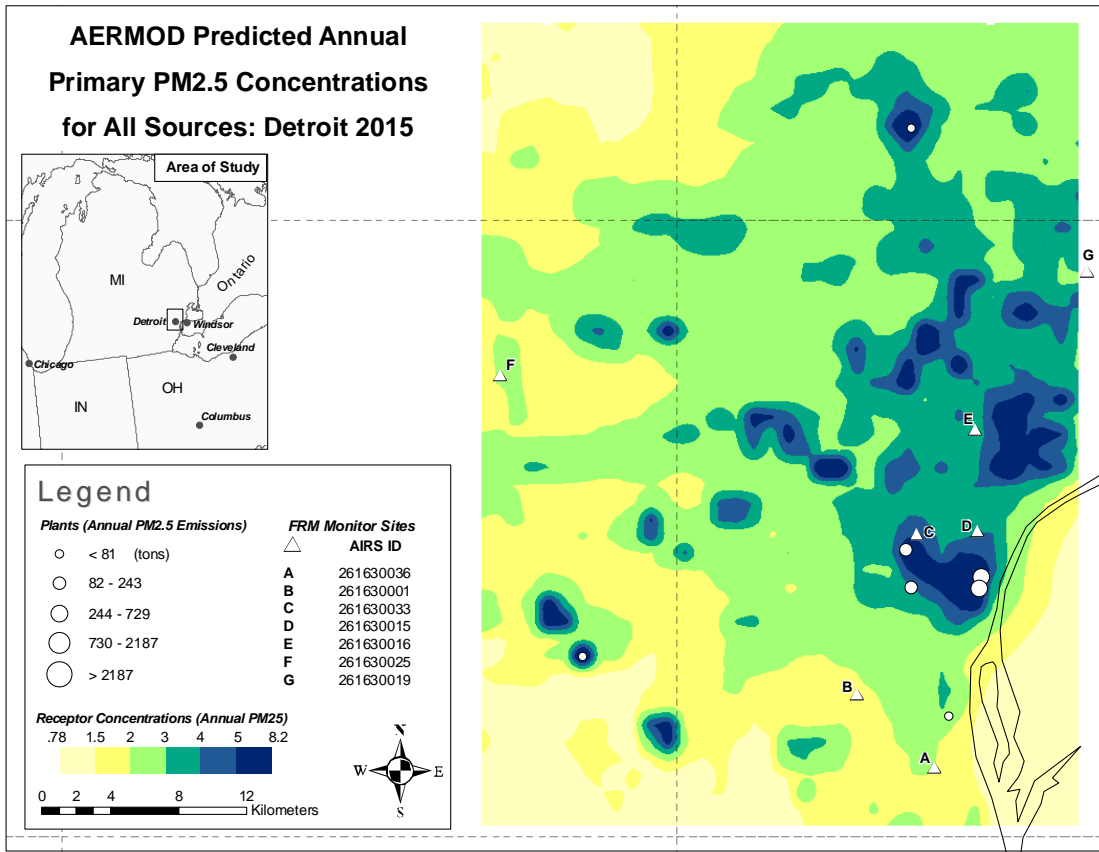 AERMOD Predicted Annual
Primary PM2.5 Concentrations
for All Sources: Detroit 2015
Area of Study
MI
Ontario
Detroit
Windsor
Cleveland
Chicago
IN
OH
Columbus
Legend
Plants (Annual PM2.5 Emissions)
< 81 (tons)
82 - 243
244 - 729
730 - 2187
> 2187
FRM Monitor Sites
AIRS ID
A 261630036
B 261630001
C 261630033
D 261630015
E 261630016
F 261630025
G 261630019
Receptor Concentrations (Annual PM25)
.78 1.5 2 3 4 5 8.2
0 2 4 8 12
Kilometers
N
W E
S
G
F
E
C
D
B
A